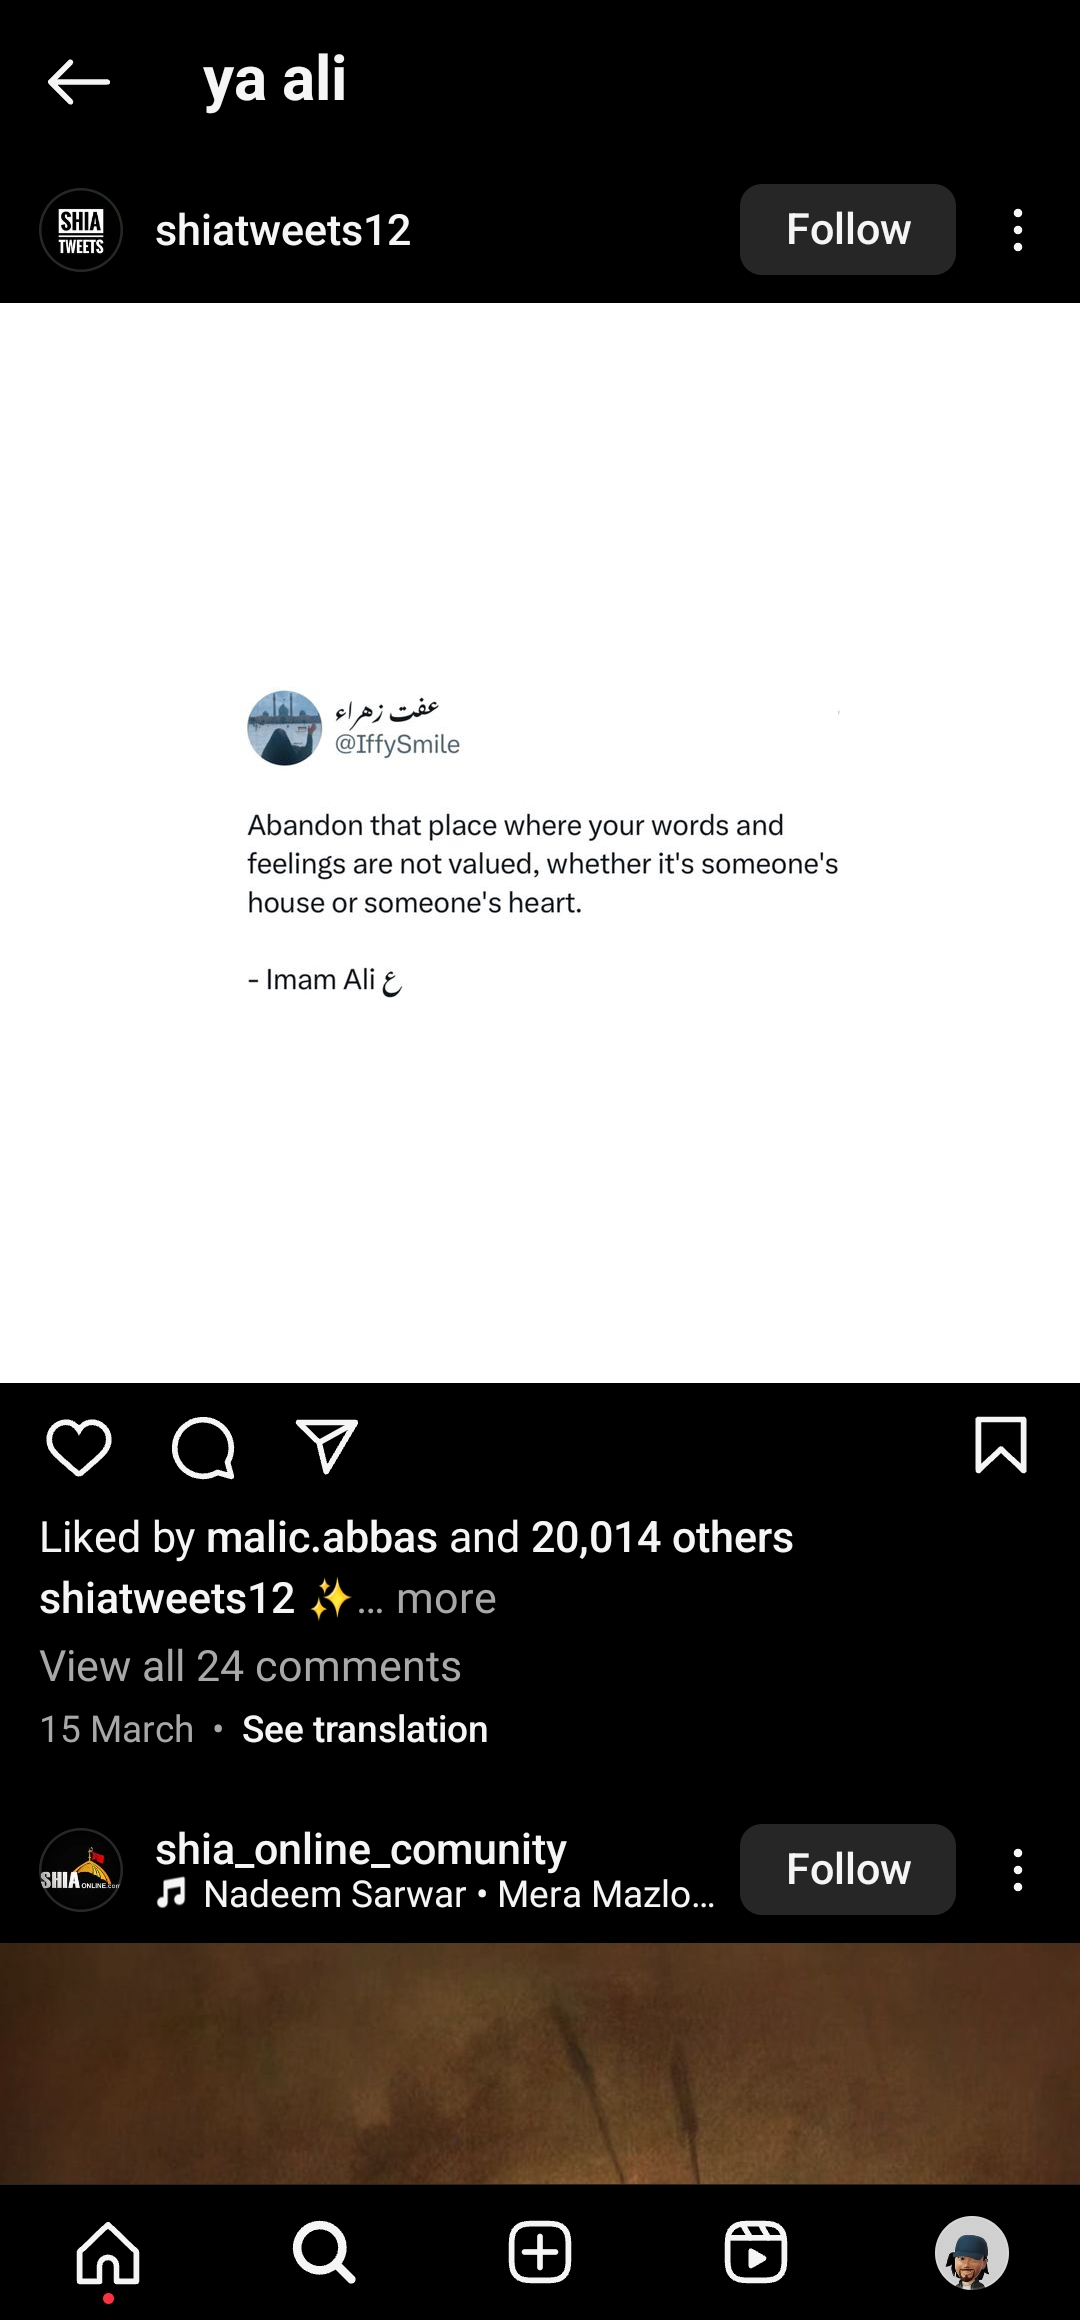 ya ali
SHIA
TWEETS
shiatweets12
Follow
عفت زهراء
@IffySmile
Abandon that place where your words and
feelings are not valued, whether it's someone's
house or someone's heart.
- Imam Ali ع
Liked by malic.abbas and 20,014 others
shiatweets12 ✨... more
View all 24 comments
15 March • See translation
SHIA
ONLINE.com
shia_online_comunity
Nadeem Sarwar • Mera Mazlo...
Follow